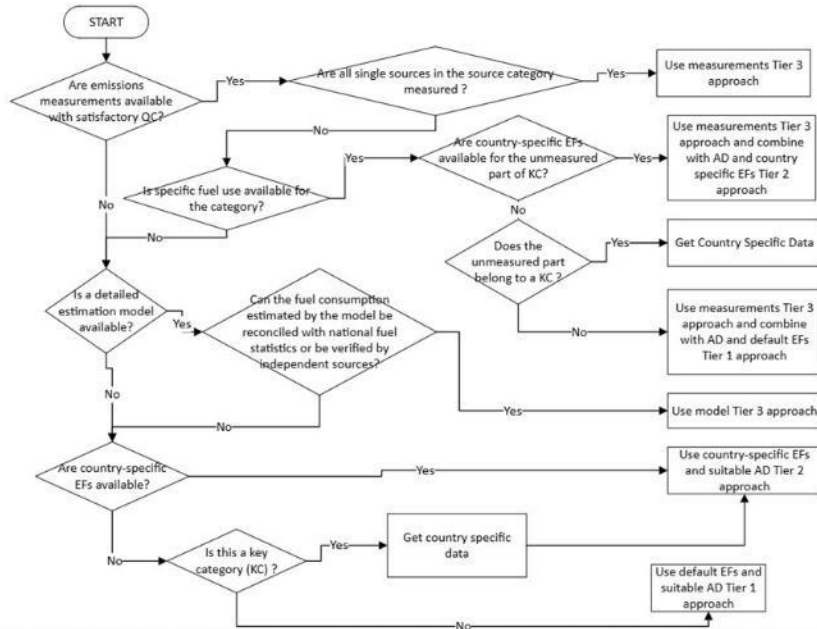 START
Are emissions
measurements available
with satisfactory QC?
Yes
Are all single sources in the source category
measured ?
Yes
Use measurements Tier 3
approach
No
No
Is specific fuel use available for
the category?
Yes
Are country-specific EFs
available for the unmeasured
part of KC?
Yes
Use measurements Tier 3
approach and combine
with AD and country
specific EFs Tier 2
approach
No
No
Does the
unmeasured part
belong to a KC ?
Yes
Get Country Specific Data
No
Use measurements Tier 3
approach and combine
with AD and default EFs
Tier 1 approach
Is a detailed
estimation model
available?
Yes
Can the fuel consumption
estimated by the model be
reconciled with national fuel
statistics or be verified by
independent sources?
Yes
Use model Tier 3 approach
No
No
Are country-specific
EFs available?
Yes
Use country-specific EFs
and suitable AD Tier 2
approach
No
Is this a key
category (KC) ?
Yes
Get country specific
data
No
Use default EFs and
suitable AD Tier 1
approach